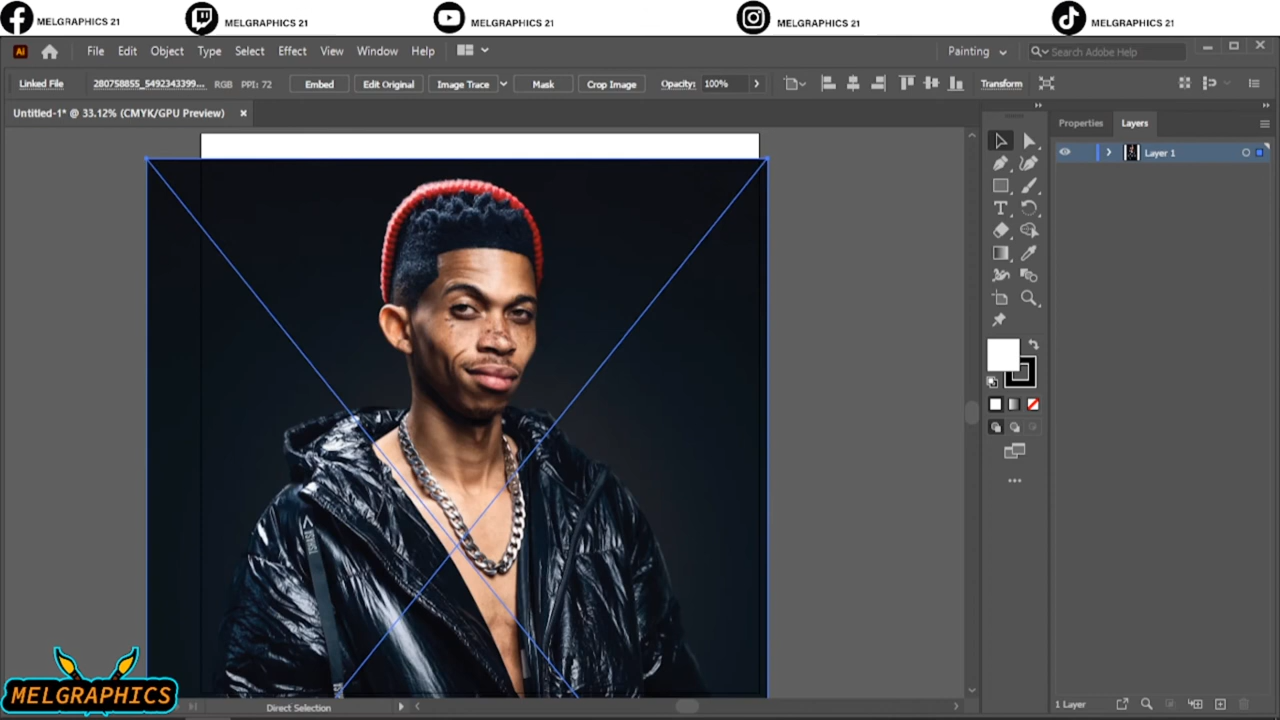 MELGRAPHICS 21
MELGRAPHICS 21
MELGRAPHICS 21
MELGRAPHICS 21
MELGRAPHICS 21
Ai File Edit Object Type Select Effect View Window Help Painting Search Adobe Help
Linked File 280758855_5492343399... RGB PPI: 72 Embed Edit Original Image Trace Mask Crop Image Opacity: 100% Transform
Untitled-1* @ 33.12% (CMYK/GPU Preview)
Properties Layers
Layer 1
T
MELGRAPHICS
Direct Selection
1 Layer